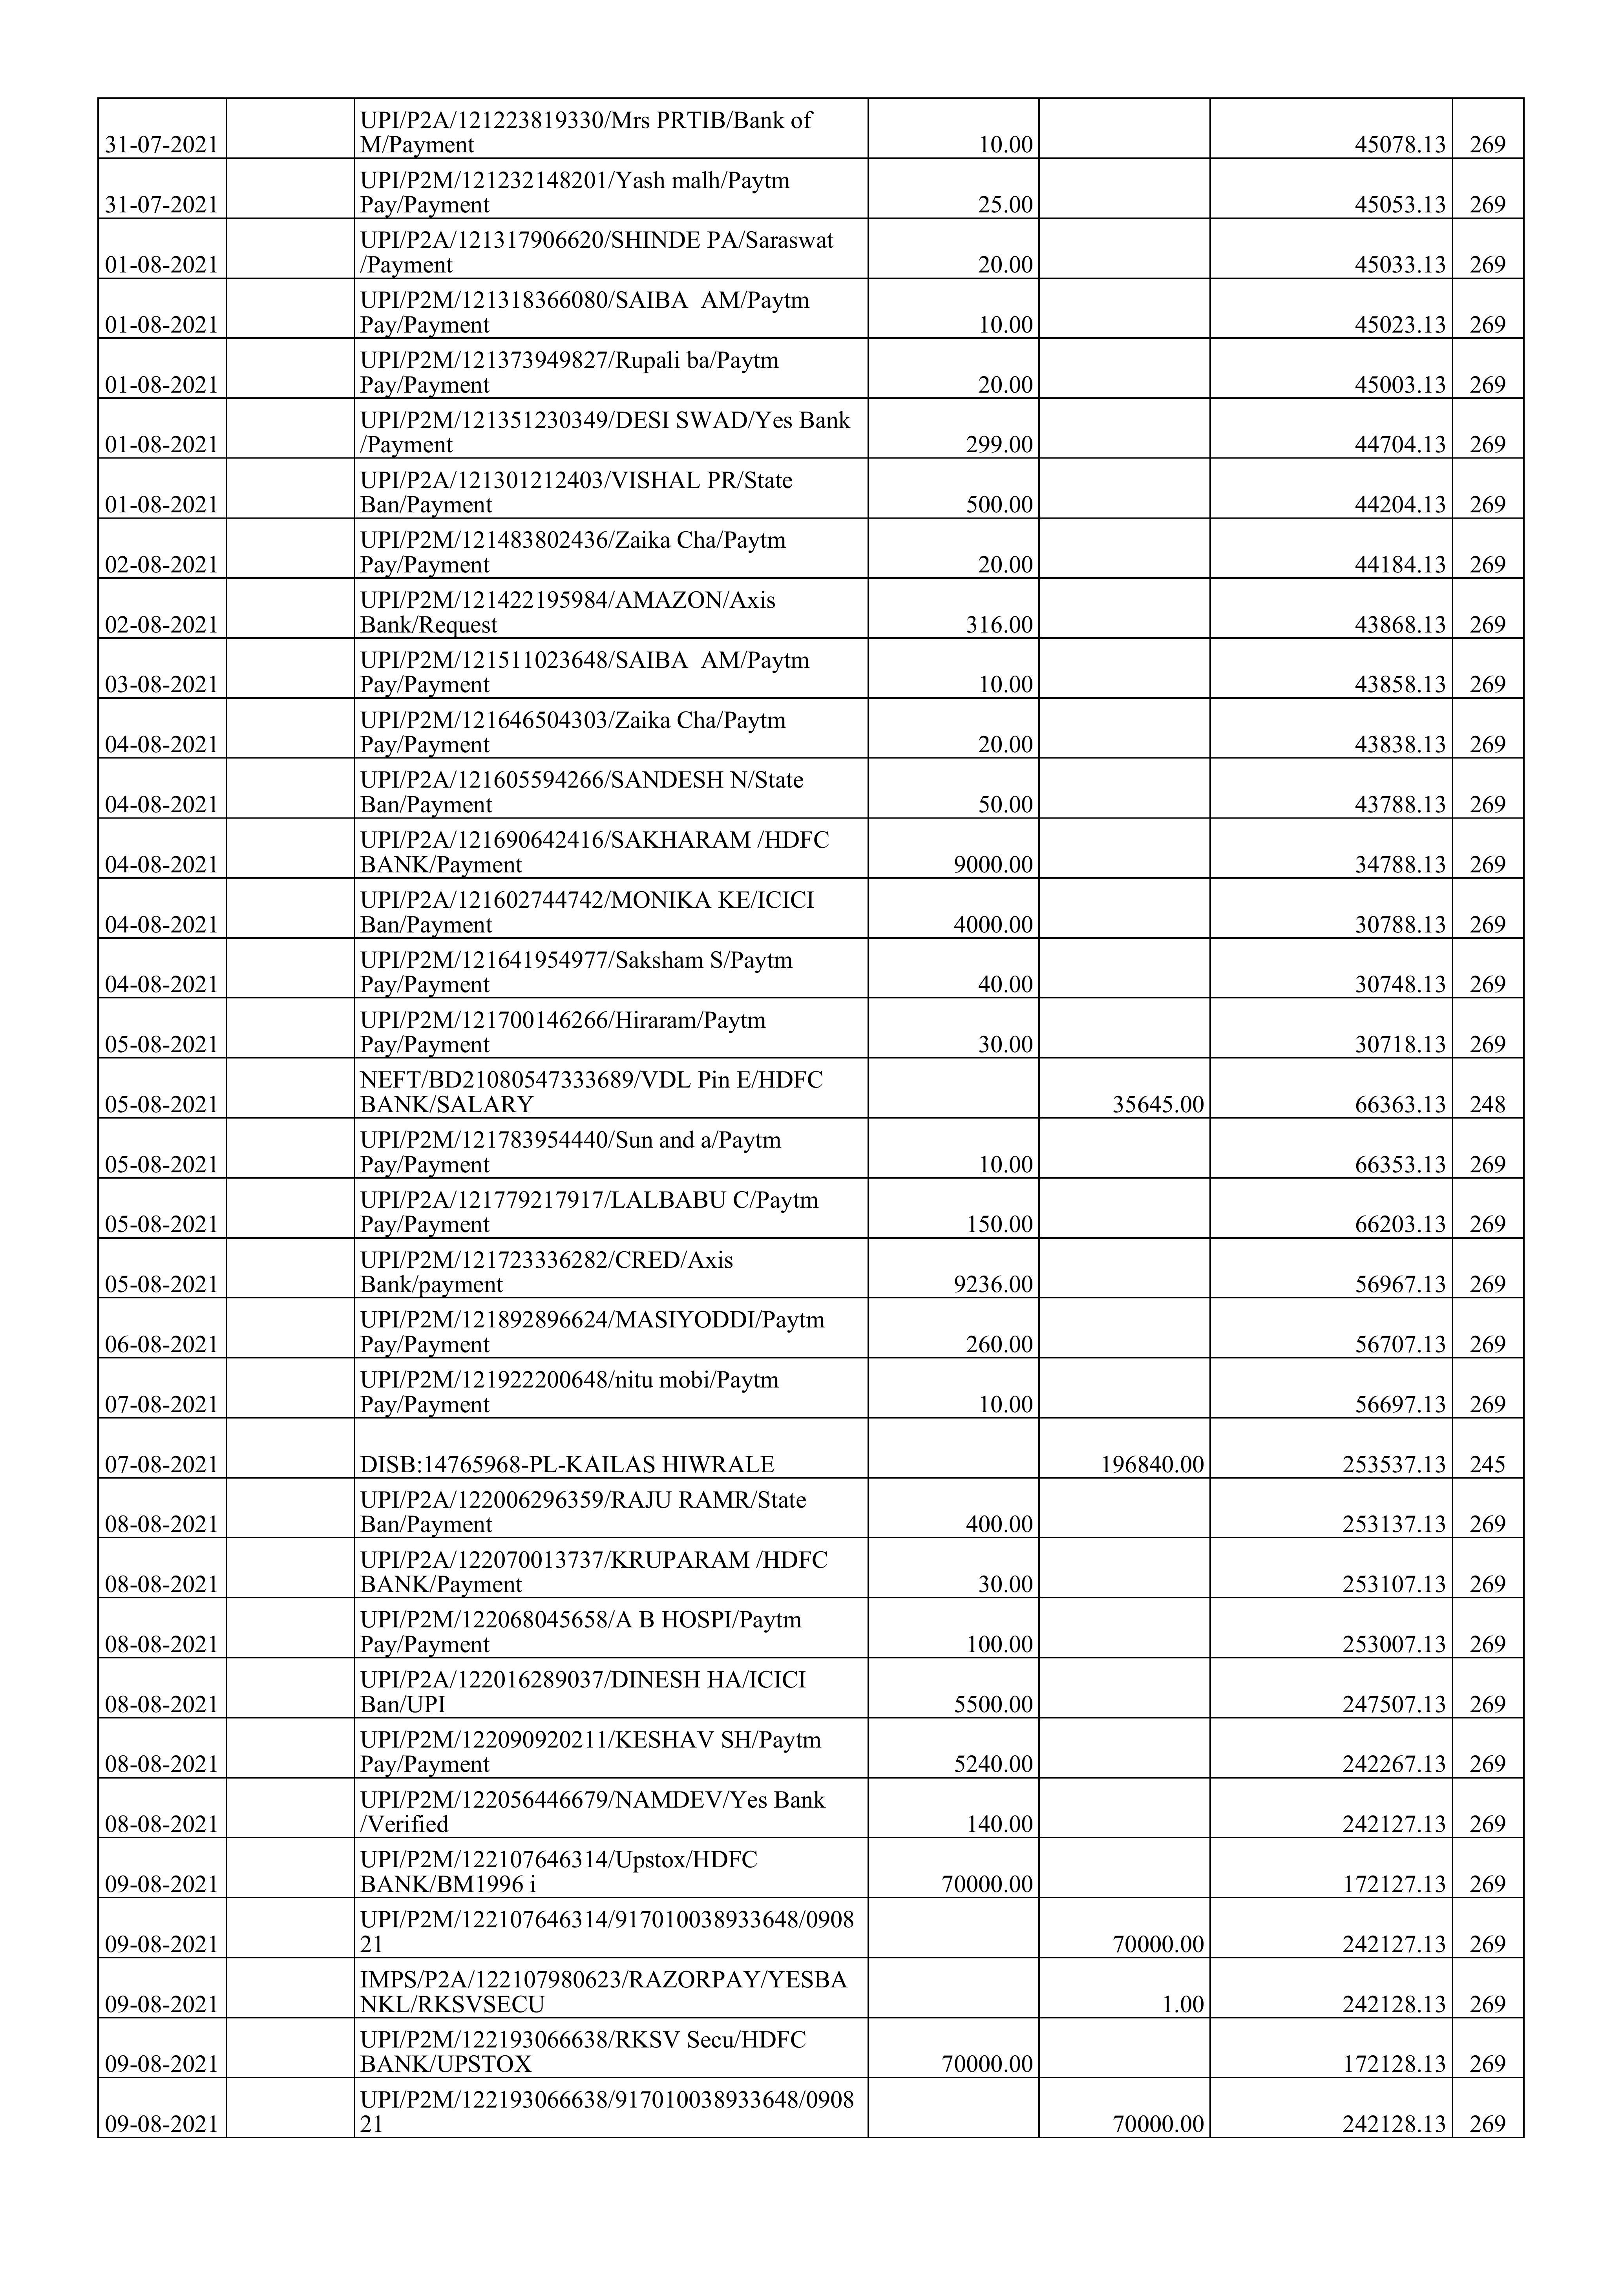 UPI/P2A/121223819330/Mrs PRTIB/Bank of
31-07-2021 M/Payment 10.00 45078.13 269
UPI/P2M/121232148201/Yash malh/Paytm
31-07-2021 Pay/Payment 25.00 45053.13 269
UPI/P2A/121317906620/SHINDE PA/Saraswat
01-08-2021 /Payment 20.00 45033.13 269
UPI/P2M/121318366080/SAIBA  AM/Paytm
01-08-2021 Pay/Payment 10.00 45023.13 269
UPI/P2M/121373949827/Rupali ba/Paytm
01-08-2021 Pay/Payment 20.00 45003.13 269
UPI/P2M/121351230349/DESI SWAD/Yes Bank
01-08-2021 /Payment 299.00 44704.13 269
UPI/P2A/121301212403/VISHAL PR/State
01-08-2021 Ban/Payment 500.00 44204.13 269
UPI/P2M/121483802436/Zaika Cha/Paytm
02-08-2021 Pay/Payment 20.00 44184.13 269
UPI/P2M/121422195984/AMAZON/Axis
02-08-2021 Bank/Request 316.00 43868.13 269
UPI/P2M/121511023648/SAIBA  AM/Paytm
03-08-2021 Pay/Payment 10.00 43858.13 269
UPI/P2M/121646504303/Zaika Cha/Paytm
04-08-2021 Pay/Payment 20.00 43838.13 269
UPI/P2A/121605594266/SANDESH N/State
04-08-2021 Ban/Payment 50.00 43788.13 269
UPI/P2A/121690642416/SAKHARAM /HDFC
04-08-2021 BANK/Payment 9000.00 34788.13 269
UPI/P2A/121602744742/MONIKA KE/ICICI
04-08-2021 Ban/Payment 4000.00 30788.13 269
UPI/P2M/121641954977/Saksham S/Paytm
04-08-2021 Pay/Payment 40.00 30748.13 269
UPI/P2M/121700146266/Hiraram/Paytm
05-08-2021 Pay/Payment 30.00 30718.13 269
NEFT/BD21080547333689/VDL Pin E/HDFC
05-08-2021 BANK/SALARY 35645.00 66363.13 248
UPI/P2M/121783954440/Sun and a/Paytm
05-08-2021 Pay/Payment 10.00 66353.13 269
UPI/P2A/121779217917/LALBABU C/Paytm
05-08-2021 Pay/Payment 150.00 66203.13 269
UPI/P2M/121723336282/CRED/Axis
05-08-2021 Bank/payment 9236.00 56967.13 269
UPI/P2M/121892896624/MASIYODDI/Paytm
06-08-2021 Pay/Payment 260.00 56707.13 269
UPI/P2M/121922200648/nitu mobi/Paytm
07-08-2021 Pay/Payment 10.00 56697.13 269
07-08-2021 DISB:14765968-PL-KAILAS HIWRALE 196840.00 253537.13 245
UPI/P2A/122006296359/RAJU RAMR/State
08-08-2021 Ban/Payment 400.00 253137.13 269
UPI/P2A/122070013737/KRUPARAM /HDFC
08-08-2021 BANK/Payment 30.00 253107.13 269
UPI/P2M/122068045658/A B HOSPI/Paytm
08-08-2021 Pay/Payment 100.00 253007.13 269
UPI/P2A/122016289037/DINESH HA/ICICI
08-08-2021 Ban/UPI 5500.00 247507.13 269
UPI/P2M/122090920211/KESHAV SH/Paytm
08-08-2021 Pay/Payment 5240.00 242267.13 269
UPI/P2M/122056446679/NAMDEV/Yes Bank
08-08-2021 /Verified 140.00 242127.13 269
UPI/P2M/122107646314/Upstox/HDFC
09-08-2021 BANK/BM1996 i 70000.00 172127.13 269
UPI/P2M/122107646314/917010038933648/0908
09-08-2021 21 70000.00 242127.13 269
IMPS/P2A/122107980623/RAZORPAY/YESBA
09-08-2021 NKL/RKSVSECU 1.00 242128.13 269
UPI/P2M/122193066638/RKSV Secu/HDFC
09-08-2021 BANK/UPSTOX 70000.00 172128.13 269
UPI/P2M/122193066638/917010038933648/0908
09-08-2021 21 70000.00 242128.13 269